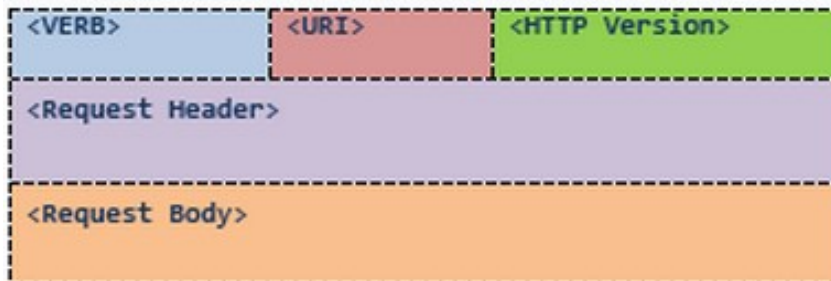 <VERB> <URI> <HTTP Version>
<Request Header>
<Request Body>